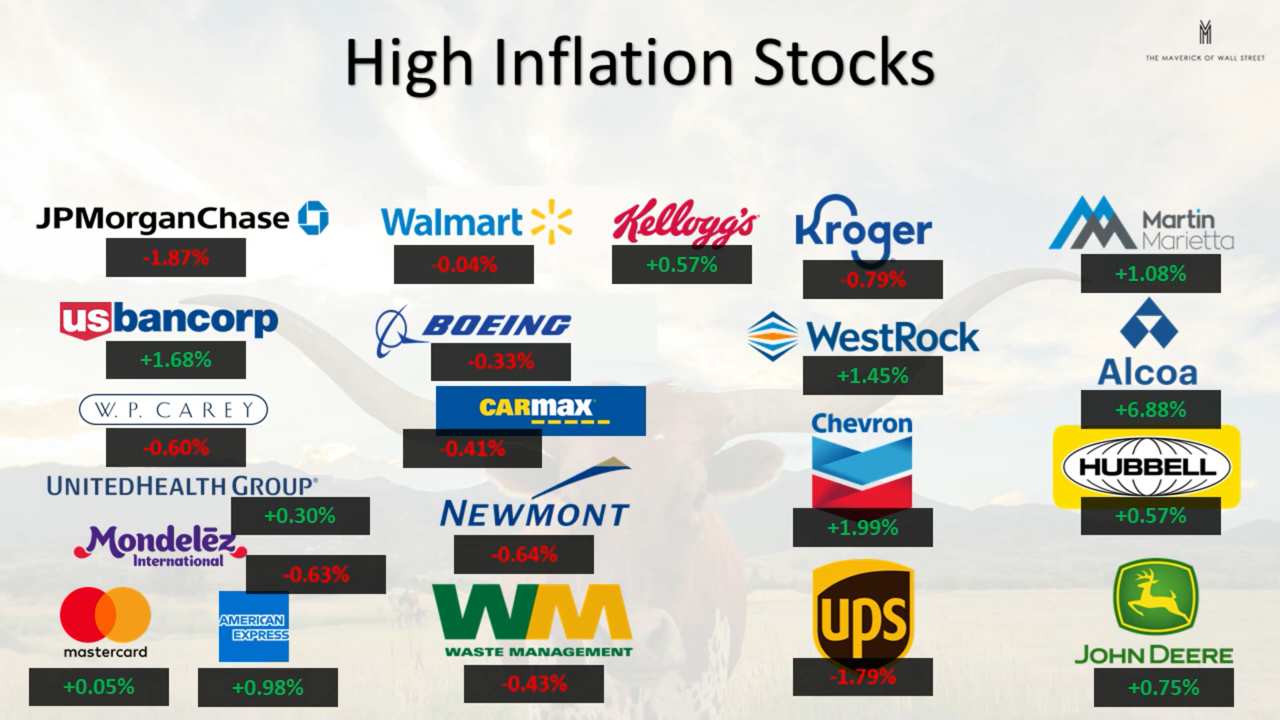 High Inflation Stocks
THE MAVERICK OF WALL STREET
JPMorganChase
-1.87%
Walmart
-0.04%
Kellogg's
+0.57%
Kroger
-0.79%
Martin
Marietta
+1.08%
usbancorp
+1.68%
BOEING
-0.33%
WestRock
+1.45%
Alcoa
+6.88%
W. P. CAREY
-0.60%
CARMAX
-0.41%
Chevron
+1.99%
HUBBELL
+0.57%
UNITEDHEALTH GROUP®
+0.30%
NEWMONT
-0.64%
Mondelēz
International
-0.63%
mastercard
+0.05%
AMERICAN
EXPRESS
+0.98%
WM
WASTE MANAGEMENT
-0.43%
ups
-1.79%
JOHN DEERE
+0.75%